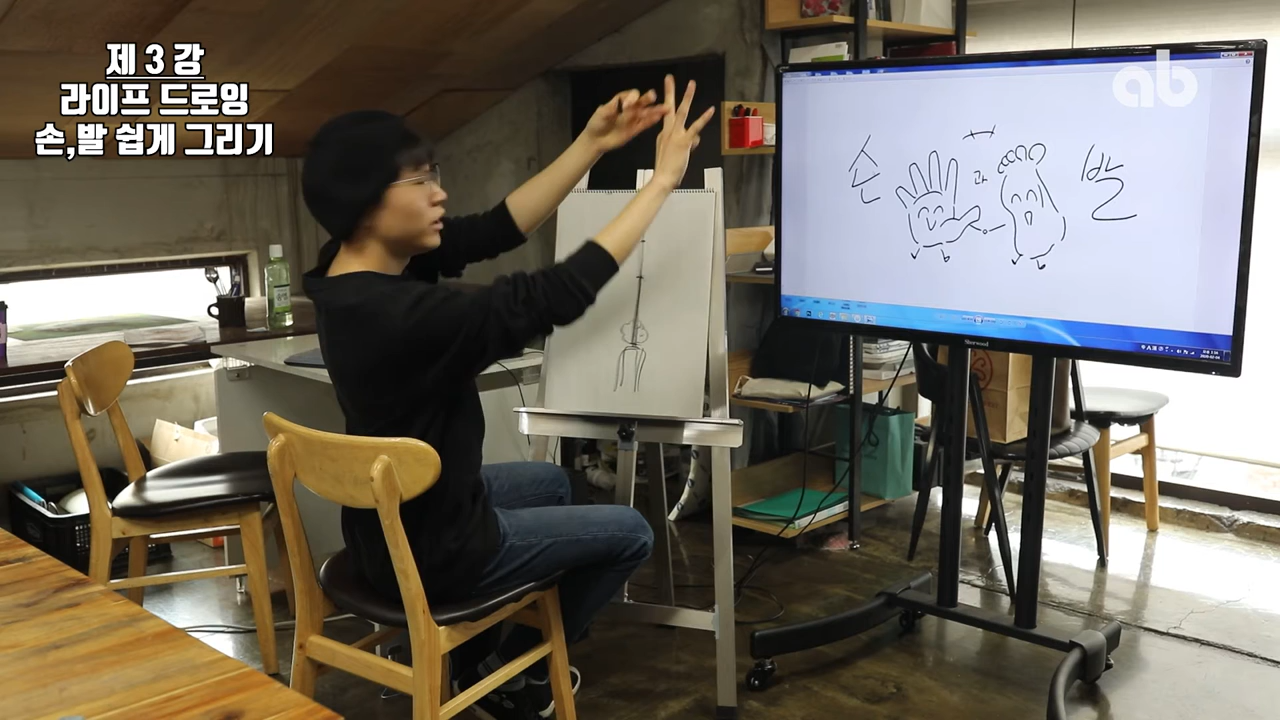 제 3 강
라이프 드로잉
손,발 쉽게 그리기
ab
손 과 발
Sherwood